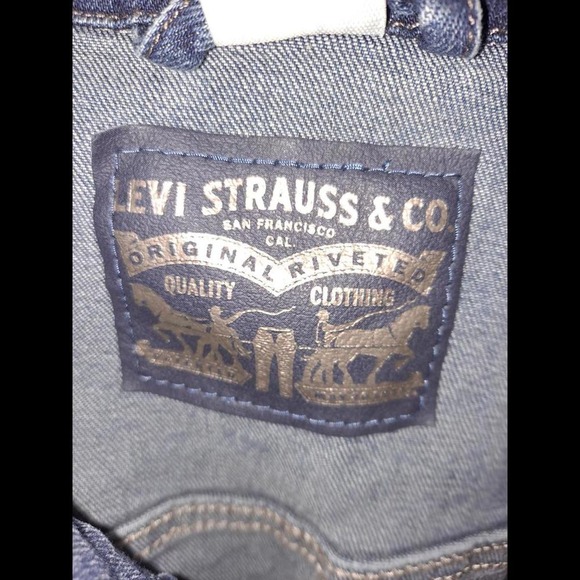 LEVI STRAUSS & CO.
SAN FRANCISCO
CAL.
ORIGINAL RIVETED
QUALITY CLOTHING